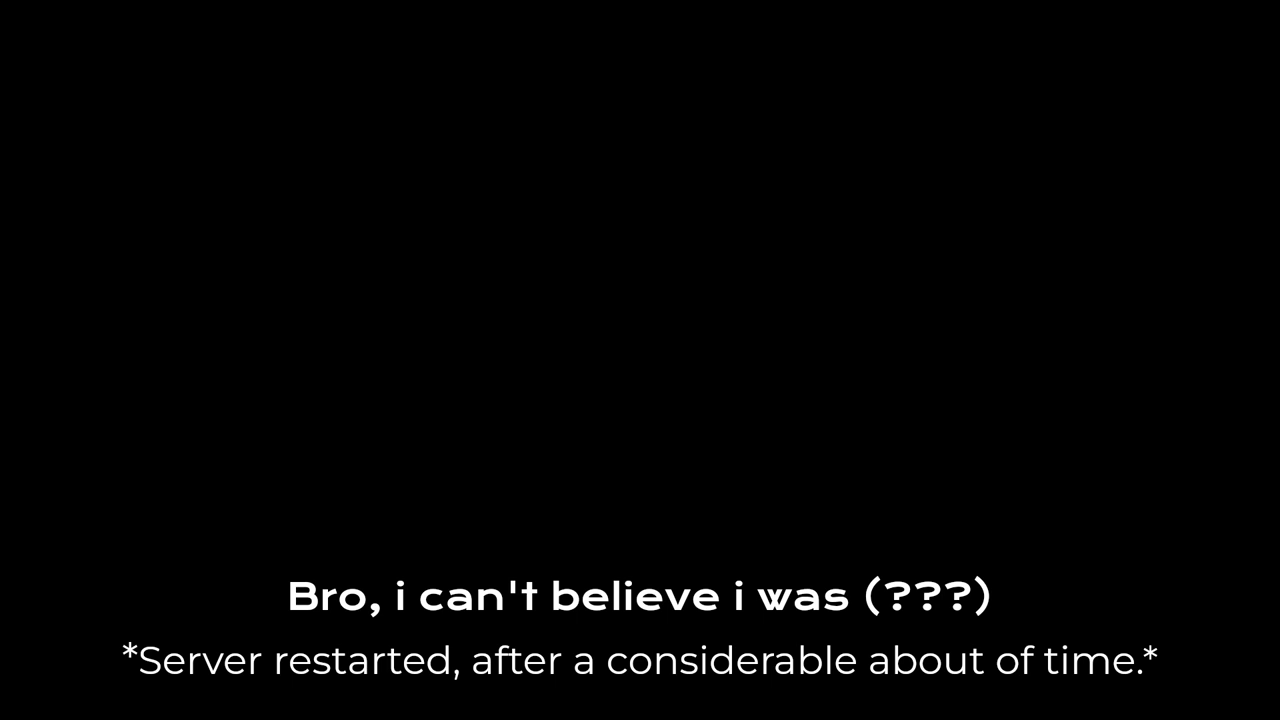 Bro, i can't believe i was (???)
*Server restarted, after a considerable about of time.*